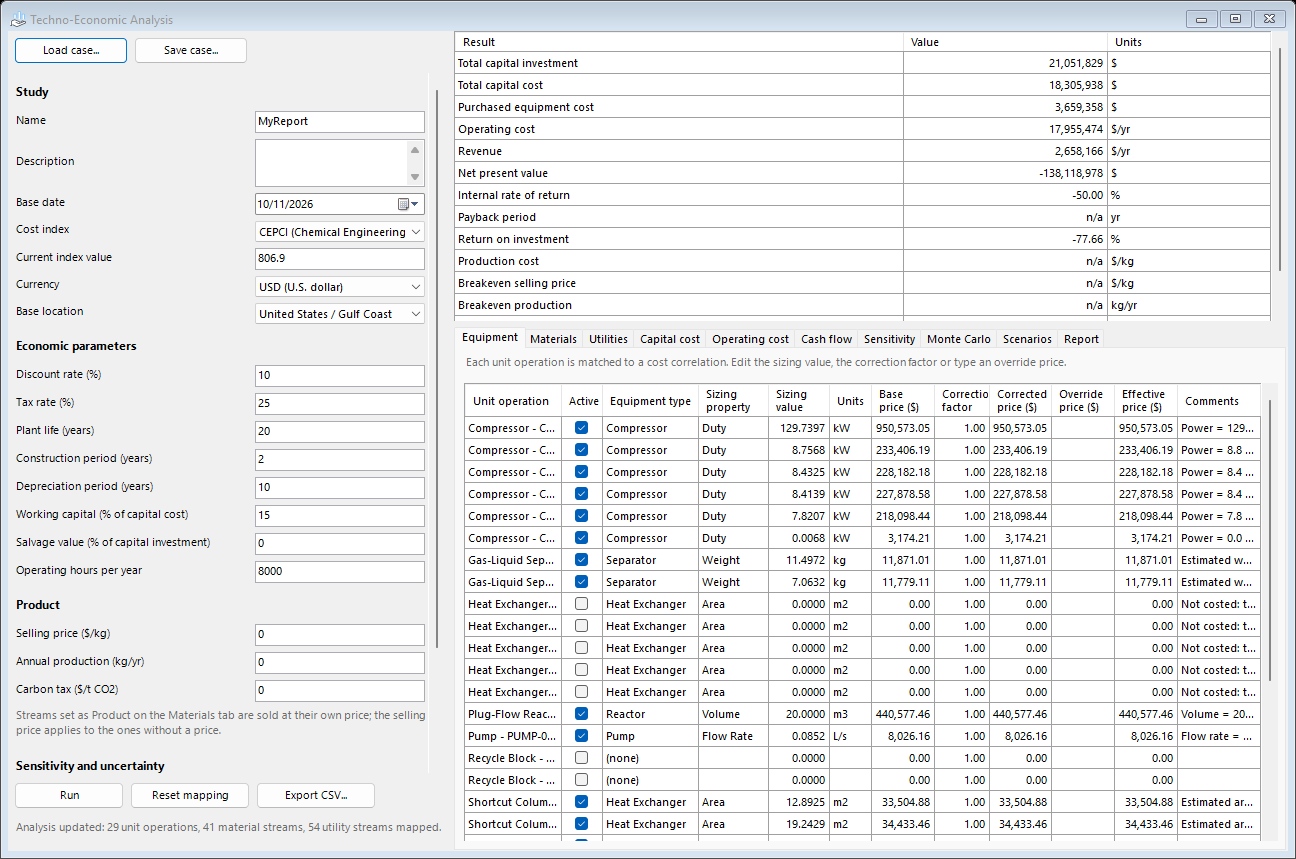 Techno-Economic Analysis
Load case...
Save case...
Study
Name
MyReport
Description
Base date
10/11/2026
Cost index
CEPCI (Chemical Engineering
Current index value
806.9
Currency
USD (U.S. dollar)
Base location
United States / Gulf Coast
Economic parameters
Discount rate (%)
10
Tax rate (%)
25
Plant life (years)
20
Construction period (years)
2
Depreciation period (years)
10
Working capital (% of capital cost)
15
Salvage value (% of capital investment)
0
Operating hours per year
8000
Product
Selling price ($/kg)
0
Annual production (kg/yr)
0
Carbon tax ($/t CO2)
0
Streams set as Product on the Materials tab are sold at their own price; the selling
price applies to the ones without a price.
Sensitivity and uncertainty
Run
Reset mapping
Export CSV...
Analysis updated: 29 unit operations, 41 material streams, 54 utility streams mapped.
Result Value Units
Total capital investment 21,051,829 $
Total capital cost 18,305,938 $
Purchased equipment cost 3,659,358 $
Operating cost 17,955,474 $/yr
Revenue 2,658,166 $/yr
Net present value -138,118,978 $
Internal rate of return -50.00 %
Payback period n/a yr
Return on investment -77.66 %
Production cost n/a $/kg
Breakeven selling price n/a $/kg
Breakeven production n/a kg/yr
Equipment Materials Utilities Capital cost Operating cost Cash flow Sensitivity Monte Carlo Scenarios Report
Each unit operation is matched to a cost correlation. Edit the sizing value, the correction factor or type an override price.
Unit operation Active Equipment type Sizing property Sizing value Units Base price ($) Correctio factor Corrected price ($) Override price ($) Effective price ($) Comments
Compressor - C... Compressor Duty 129.7397 kW 950,573.05 1.00 950,573.05 950,573.05 Power = 129...
Compressor - C... Compressor Duty 8.7568 kW 233,406.19 1.00 233,406.19 233,406.19 Power = 8.8 ...
Compressor - C... Compressor Duty 8.4325 kW 228,182.18 1.00 228,182.18 228,182.18 Power = 8.4 ...
Compressor - C... Compressor Duty 8.4139 kW 227,878.58 1.00 227,878.58 227,878.58 Power = 8.4 ...
Compressor - C... Compressor Duty 7.8207 kW 218,098.44 1.00 218,098.44 218,098.44 Power = 7.8 ...
Compressor - C... Compressor Duty 0.0068 kW 3,174.21 1.00 3,174.21 3,174.21 Power = 0.0 ...
Gas-Liquid Sep... Separator Weight 11.4972 kg 11,871.01 1.00 11,871.01 11,871.01 Estimated w...
Gas-Liquid Sep... Separator Weight 7.0632 kg 11,779.11 1.00 11,779.11 11,779.11 Estimated w...
Heat Exchanger... Heat Exchanger Area 0.0000 m2 0.00 1.00 0.00 0.00 Not costed: t...
Heat Exchanger... Heat Exchanger Area 0.0000 m2 0.00 1.00 0.00 0.00 Not costed: t...
Heat Exchanger... Heat Exchanger Area 0.0000 m2 0.00 1.00 0.00 0.00 Not costed: t...
Heat Exchanger... Heat Exchanger Area 0.0000 m2 0.00 1.00 0.00 0.00 Not costed: t...
Heat Exchanger... Heat Exchanger Area 0.0000 m2 0.00 1.00 0.00 0.00 Not costed: t...
Plug-Flow Reac... Reactor Volume 20.0000 m3 440,577.46 1.00 440,577.46 440,577.46 Volume = 20...
Pump - PUMP-0... Pump Flow Rate 0.0852 L/s 8,026.16 1.00 8,026.16 8,026.16 Flow rate = ...
Recycle Block - ... (none) 0.0000 0.00 1.00 0.00 0.00
Recycle Block - ... (none) 0.0000 0.00 1.00 0.00 0.00
Shortcut Colum... Heat Exchanger Area 12.8925 m2 33,504.88 1.00 33,504.88 33,504.88 Estimated ar...
Shortcut Colum... Heat Exchanger Area 19.2429 m2 34,433.46 1.00 34,433.46 34,433.46 Estimated ar...